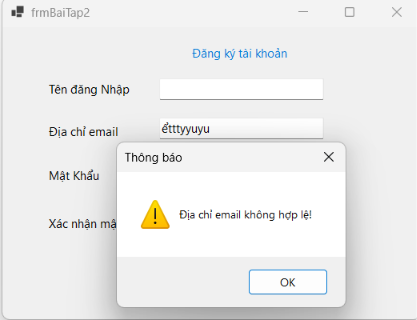 frmBaiTap2
Đăng ký tài khoản
Tên đăng Nhập
Địa chỉ email
ểtttyyuyu
Thông báo
Mật Khẩu
Địa chỉ email không hợp lệ!
Xác nhận mậ
OK